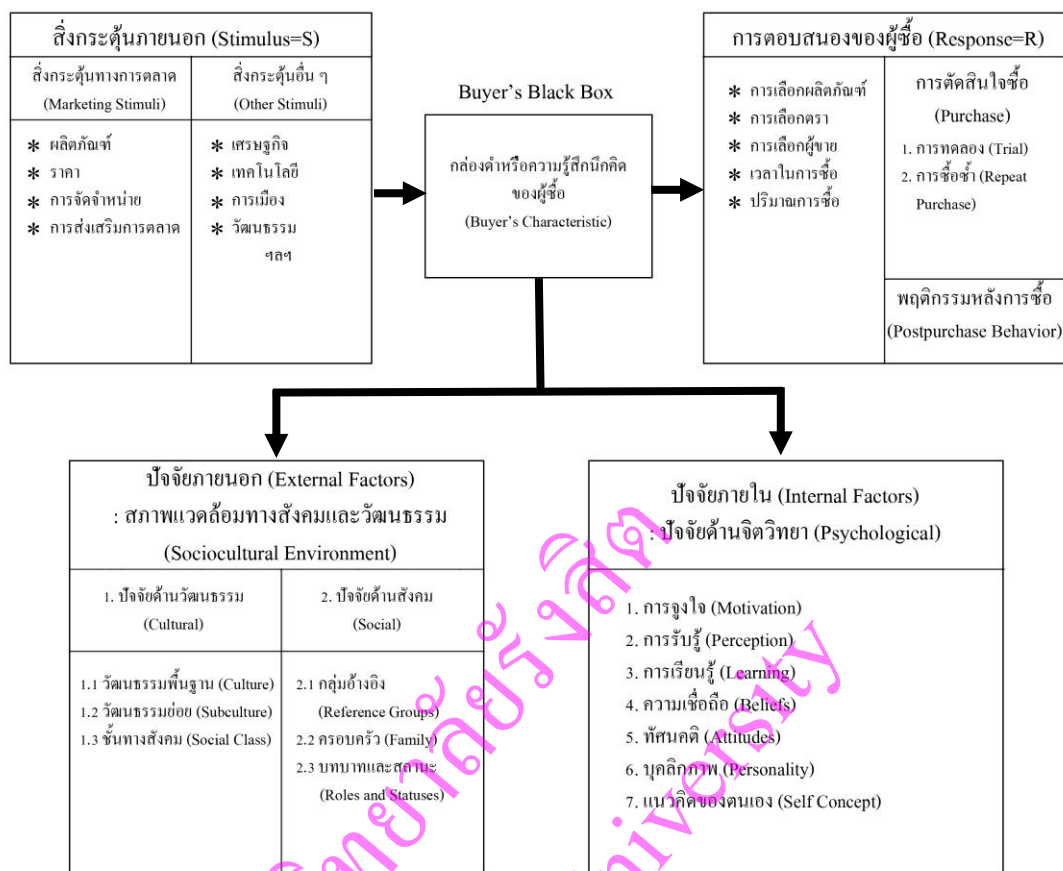 สิ่งกระตุ้นภายนอก (Stimulus=S)
สิ่งกระตุ้นทางการตลาด
(Marketing Stimuli)
สิ่งกระตุ้นอื่น ๆ
(Other Stimuli)
* ผลิตภัณฑ์
* ราคา
* การจัดจำหน่าย
* การส่งเสริมการตลาด
* เศรษฐกิจ
* เทคโนโลยี
* การเมือง
* วัฒนธรรม
ฯลฯ
Buyer's Black Box
กล่องดำหรือความรู้สึกนึกคิด
ของผู้ซื้อ
(Buyer's Characteristic)
การตอบสนองของผู้ซื้อ (Response=R)
* การเลือกผลิตภัณฑ์
* การเลือกตรา
* การเลือกผู้ขาย
* เวลาในการซื้อ
* ปริมาณการซื้อ
การตัดสินใจซื้อ
(Purchase)
1. การทดลอง (Trial)
2. การซื้อซ้ำ (Repeat
Purchase)
พฤติกรรมหลังการซื้อ
(Postpurchase Behavior)
ปัจจัยภายนอก (External Factors)
: สภาพแวดล้อมทางสังคมและวัฒนธรรม
(Sociocultural Environment)
1. ปัจจัยด้านวัฒนธรรม
(Cultural)
2. ปัจจัยด้านสังคม
(Social)
1.1 วัฒนธรรมพื้นฐาน (Culture)
1.2 วัฒนธรรมย่อย (Subculture)
1.3 ชั้นทางสังคม (Social Class)
2.1 กลุ่มอ้างอิง
(Reference Groups)
2.2 ครอบครัว (Family)
2.3 บทบาทและสถานะ
(Roles and Statuses)
ปัจจัยภายใน (Internal Factors)
: ปัจจัยด้านจิตวิทยา (Psychological)
1. การจูงใจ (Motivation)
2. การรับรู้ (Perception)
3. การเรียนรู้ (Learning)
4. ความเชื่อถือ (Beliefs)
5. ทัศนคติ (Attitudes)
6. บุคลิกภาพ (Personality)
7. แนวคิดของตนเอง (Self Concept)